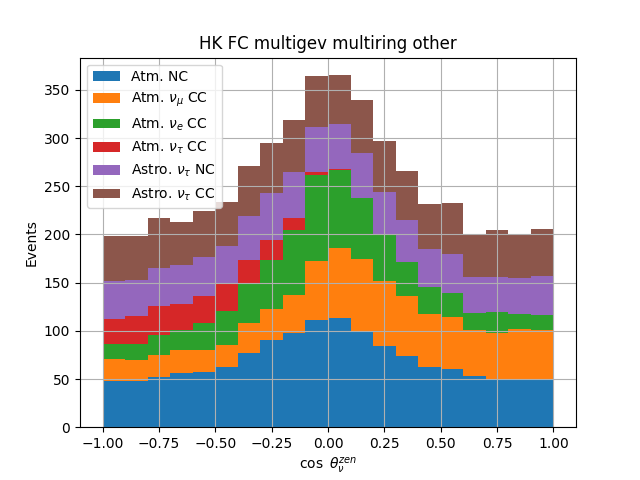 HK FC multigev multiring other
Atm. NC
Atm. νμ CC
Atm. νe CC
Atm. ντ CC
Astro. ντ NC
Astro. ντ CC
350
300
250
200
150
100
50
0
Events
−1.00 −0.75 −0.50 −0.25 0.00 0.25 0.50 0.75 1.00
cos θνzen